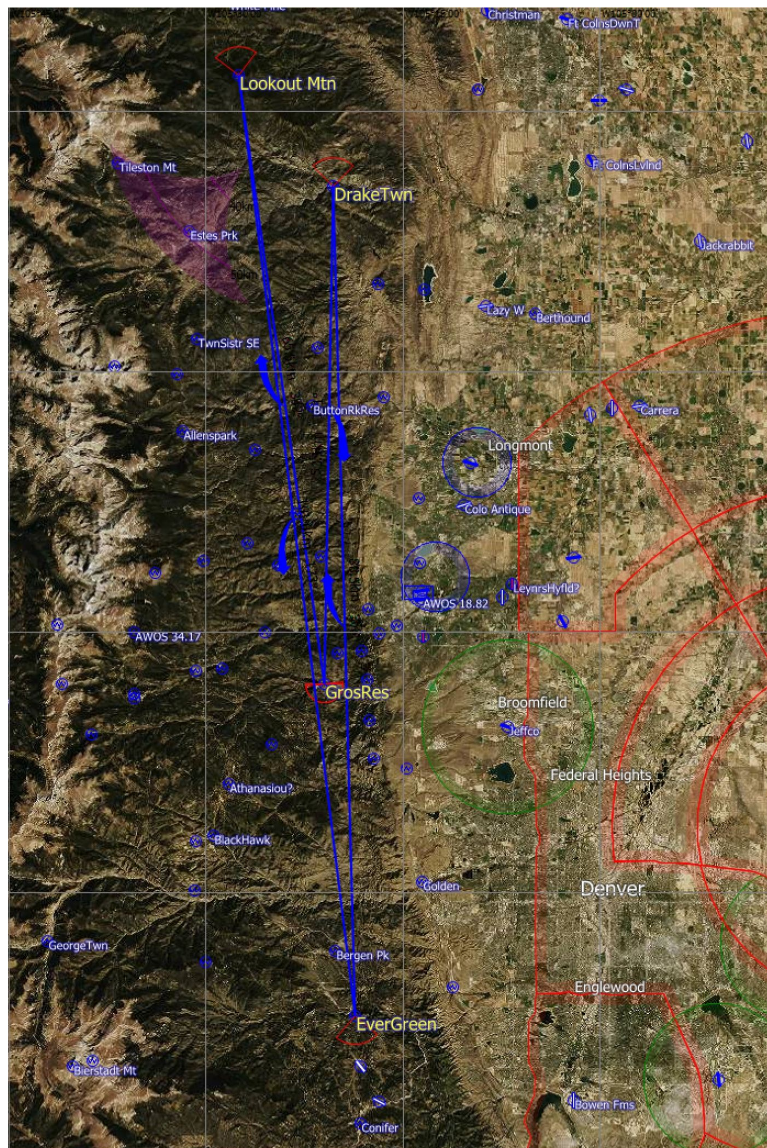 Christman
Ft ColnsDwnT
Lookout Mtn
Tileston Mt
Ft ColnsLvlnd
DrakeTwn
Estes Prk
Jackrabbit
Lazy W
Berthound
TwnSistr SE
ButtonRkRes
Carrera
Allenspark
Longmont
Colo Antique
LeynrsHyfld?
AWOS 18.82
AWOS 34.17
GrosRes
Broomfield
Jeffco
Federal Heights
Athanasiou?
BlackHawk
Golden
Denver
GeorgeTwn
Bergen Pk
Englewood
EverGreen
Bierstadt Mt
Bowen Fms
Conifer